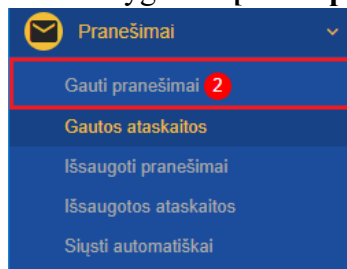 Pranešimai
Gauti pranešimai 2
Gautos ataskaitos
Išsaugoti pranešimai
Išsaugotos ataskaitos
Siųsti automatiškai